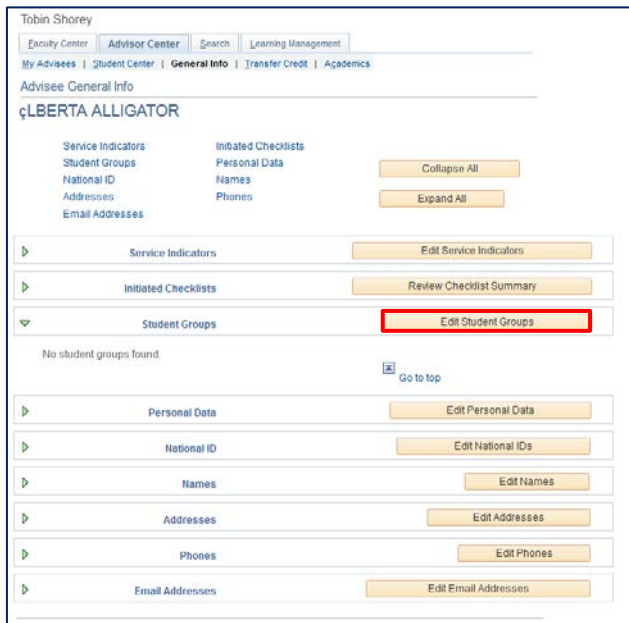 Tobin Shorey
Faculty Center Advisor Center Search Learning Management
My Advisees | Student Center | General Info | Transfer Credit | Academics
Advisee General Info
çLBERTA ALLIGATOR
Service Indicators Initiated Checklists
Student Groups Personal Data Collapse All
National ID Names
Addresses Phones Expand All
Email Addresses
Service Indicators Edit Service Indicators
Initiated Checklists Review Checklist Summary
Student Groups Edit Student Groups
No student groups found.
Go to top
Personal Data Edit Personal Data
National ID Edit National IDs
Names Edit Names
Addresses Edit Addresses
Phones Edit Phones
Email Addresses Edit Email Addresses